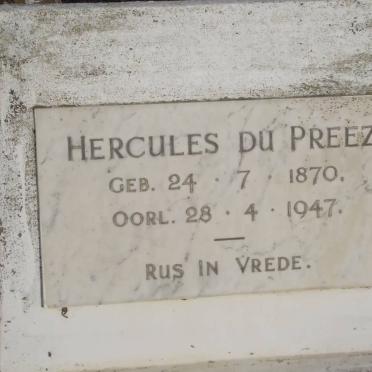 HERCULES DU PREEZ
GEB. 24 · 7 · 1870.
OORL. 28 · 4 · 1947.
RUS IN VREDE.